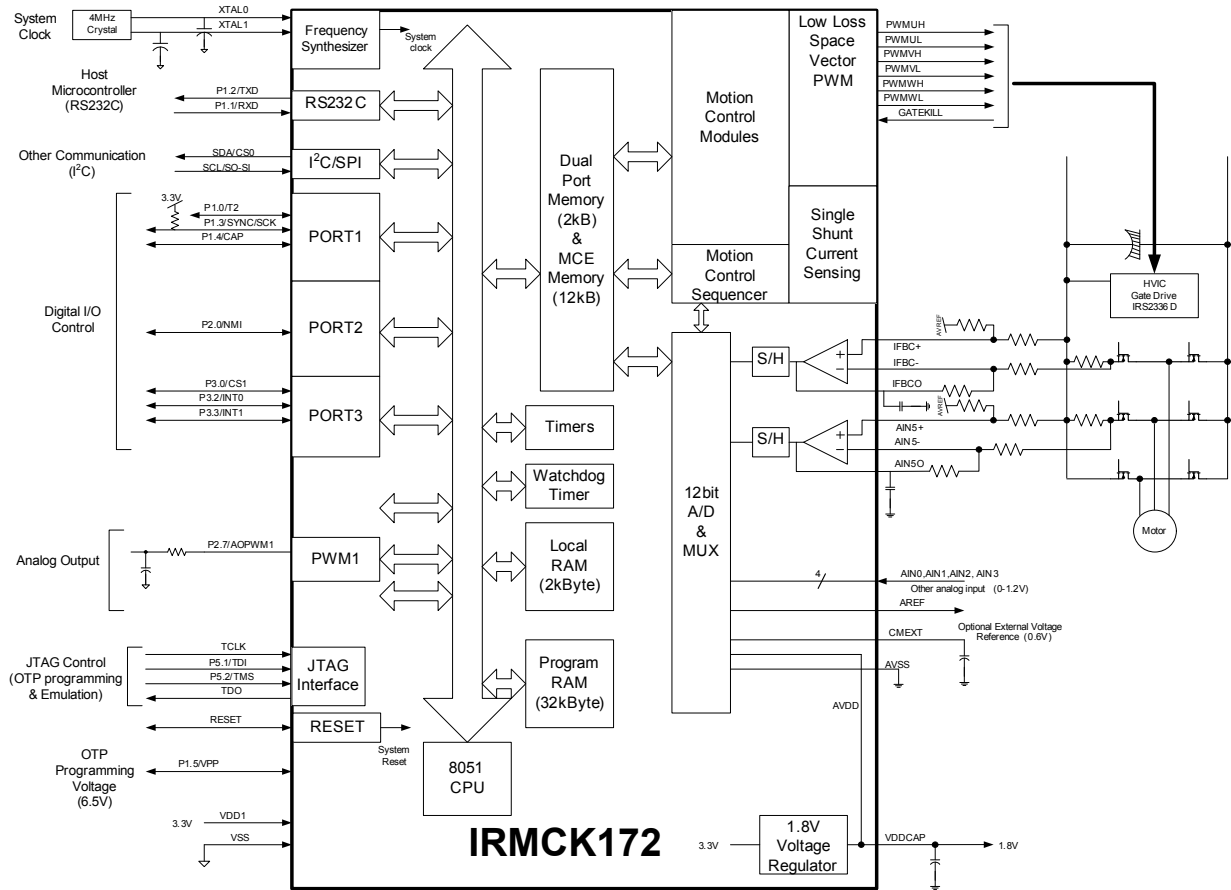 System
Clock
4MHz
Crystal
XTAL0
XTAL1
Frequency
Synthesizer
System
clock
Host
Microcontroller
(RS232C)
P1.2/TXD
P1.1/RXD
RS232C
Other Communication
(I²C)
SDA/CS0
SCL/SO-SI
I²C/SPI
Digital I/O
Control
3.3V
P1.0/T2
P1.3/SYNC/SCK
P1.4/CAP
PORT1
P2.0/NMI
PORT2
P3.0/CS1
P3.2/INT0
P3.3/INT1
PORT3
Analog Output
P2.7/AOPWM1
PWM1
JTAG Control
(OTP programming
& Emulation)
TCLK
P5.1/TDI
P5.2/TMS
TDO
JTAG
Interface
RESET
RESET
System
Reset
OTP
Programming
Voltage
(6.5V)
P1.5/VPP
3.3V
VDD1
VSS
8051
CPU
Dual
Port
Memory
(2kB)
&
MCE
Memory
(12kB)
Timers
Watchdog
Timer
Local
RAM
(2kByte)
Program
RAM
(32kByte)
Motion
Control
Modules
Motion
Control
Sequencer
Low Loss
Space
Vector
PWM
Single
Shunt
Current
Sensing
PWMUH
PWMUL
PWMVH
PWMVL
PWMWH
PWMWL
GATEKILL
HVIC
Gate Drive
IRS2336D
12bit
A/D
&
MUX
S/H
+
−
AVREF
IFBC+
IFBC-
IFBCO
S/H
+
−
AVREF
AIN5+
AIN5-
AIN5O
Motor
4
AIN0,AIN1,AIN2, AIN3
Other analog input (0-1.2V)
AREF
Optional External Voltage
Reference (0.6V)
CMEXT
AVSS
AVDD
IRMCK172
3.3V
1.8V
Voltage
Regulator
VDDCAP
1.8V